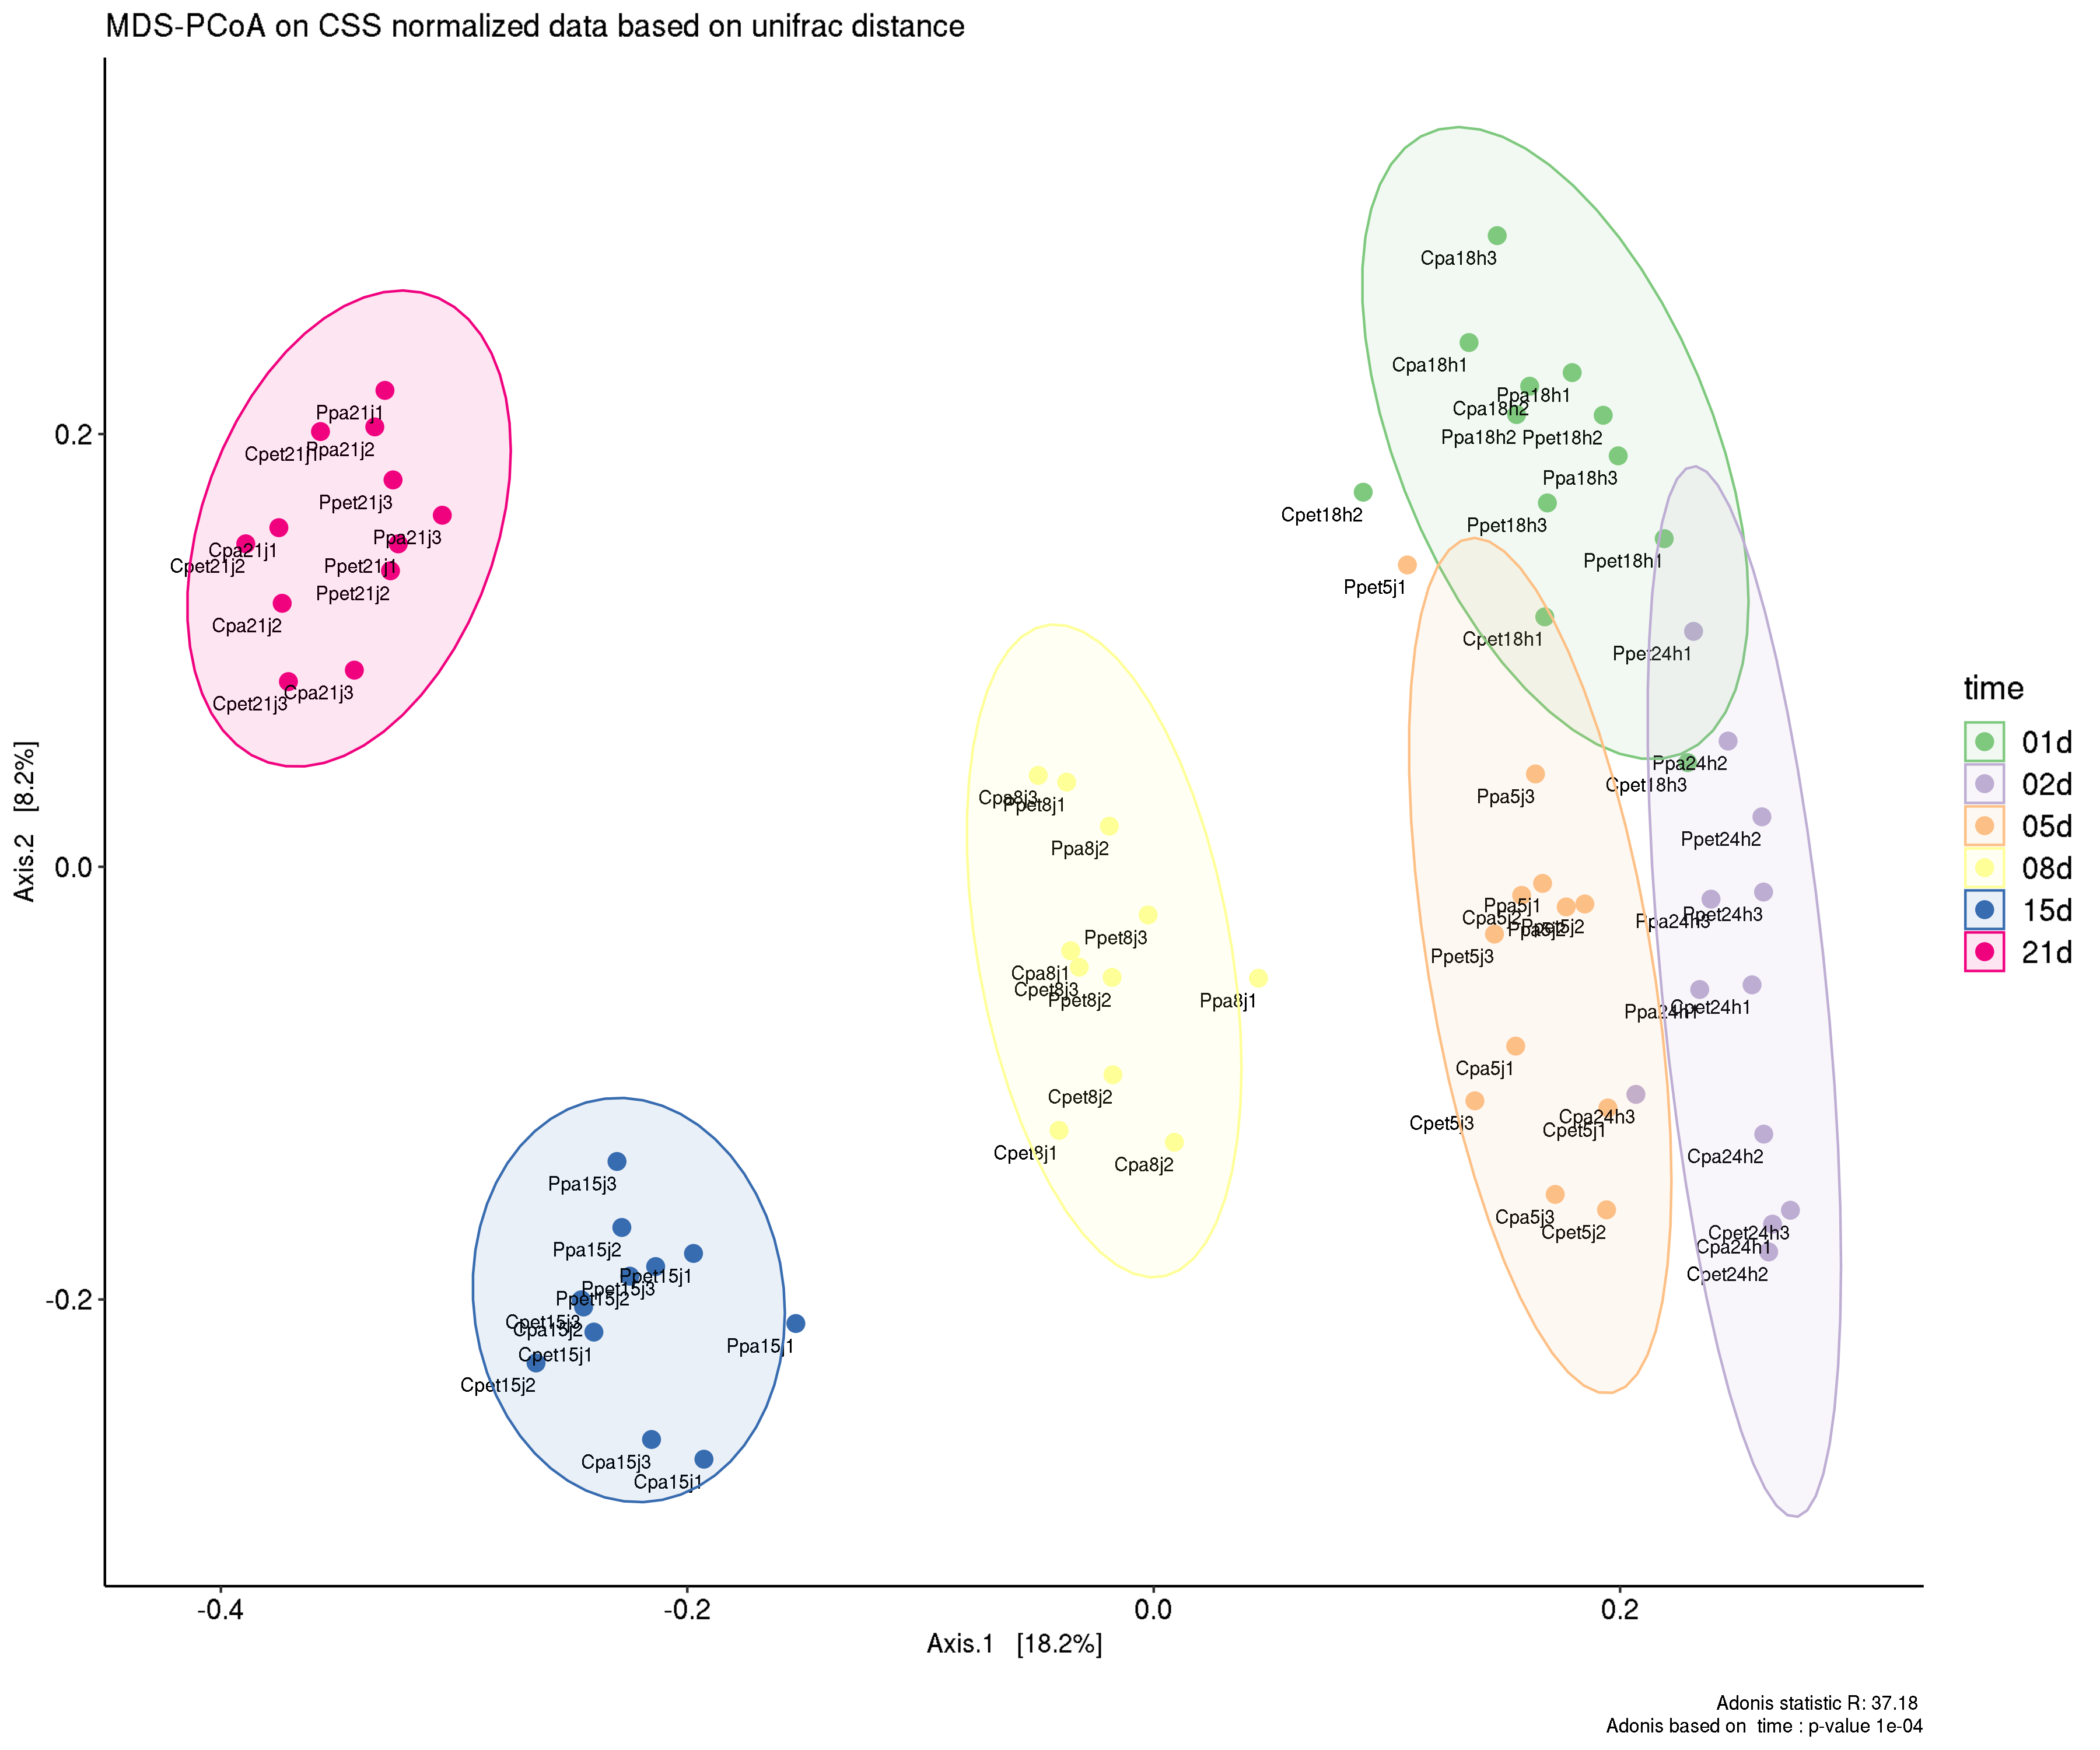 MDS-PCoA on CSS normalized data based on unifrac distance
Cpa18h3
Cpa18h1
Ppa18h1
Cpa18h2
Ppa18h2 Ppet18h2
Ppa18h3
Cpet18h2
Ppet18h3
Ppet18h1
Ppet5j1
Cpet18h1
Ppet24h1
Ppa24h2
Cpet18h3
Ppa5j3
Ppet24h2
Ppa5j1
Cpa5j2
Ppa5j2
Ppet5j2
Ppa24h3
Ppet24h3
Ppet5j3
Ppa24h1
Cpet24h1
Cpa5j1
Cpet5j3
Cpa24h3
Cpet5j1
Cpa24h2
Cpa5j3
Cpet5j2
Cpet24h3
Cpa24h1
Cpet24h2
Ppa21j1
Cpet21j1
Ppa21j2
Ppet21j3
Ppa21j3
Cpa21j1
Cpet21j2
Ppet21j1
Ppet21j2
Cpa21j2
Cpet21j3
Cpa21j3
Cpa8j3
Ppet8j1
Ppa8j2
Ppet8j3
Cpa8j1
Cpet8j3
Ppet8j2
Ppa8j1
Cpet8j2
Cpet8j1
Cpa8j2
Ppa15j3
Ppa15j2
Ppet15j1
Ppet15j3
Ppet15j2
Cpet15j3
Cpa15j2
Cpet15j1
Cpet15j2
Ppa15j1
Cpa15j3
Cpa15j1
0.2
0.0
-0.2
Axis.2 [8.2%]
-0.4
-0.2
0.0
0.2
Axis.1 [18.2%]
time
01d
02d
05d
08d
15d
21d
Adonis statistic R: 37.18
Adonis based on time : p-value 1e-04